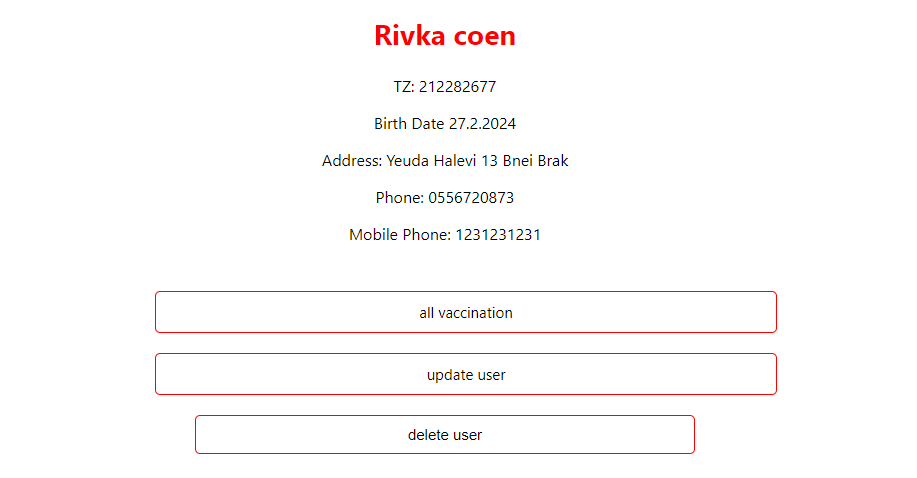 Rivka coen
TZ: 212282677
Birth Date 27.2.2024
Address: Yeuda Halevi 13 Bnei Brak
Phone: 0556720873
Mobile Phone: 1231231231
all vaccination
update user
delete user